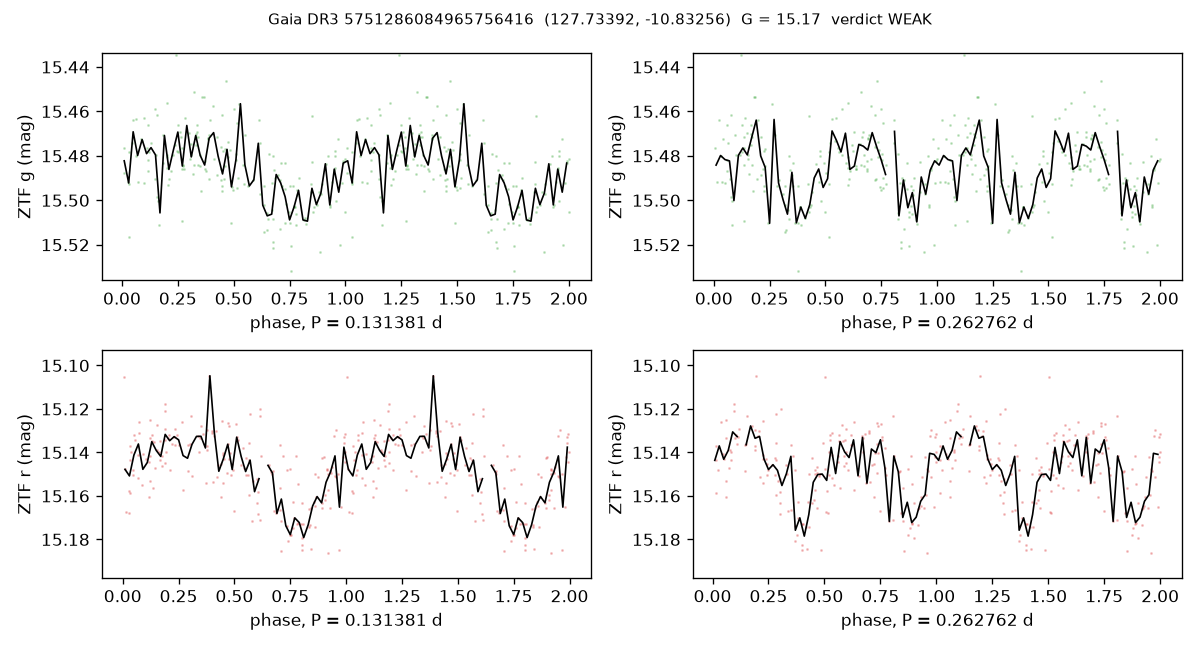 Gaia DR3 5751286084965756416 (127.73392, -10.83256) G = 15.17 verdict WEAK
ZTF g (mag)
15.44
15.46
15.48
15.50
15.52
0.00 0.25 0.50 0.75 1.00 1.25 1.50 1.75 2.00
phase, P = 0.131381 d
ZTF g (mag)
15.44
15.46
15.48
15.50
15.52
0.00 0.25 0.50 0.75 1.00 1.25 1.50 1.75 2.00
phase, P = 0.262762 d
ZTF r (mag)
15.10
15.12
15.14
15.16
15.18
0.00 0.25 0.50 0.75 1.00 1.25 1.50 1.75 2.00
phase, P = 0.131381 d
ZTF r (mag)
15.10
15.12
15.14
15.16
15.18
0.00 0.25 0.50 0.75 1.00 1.25 1.50 1.75 2.00
phase, P = 0.262762 d